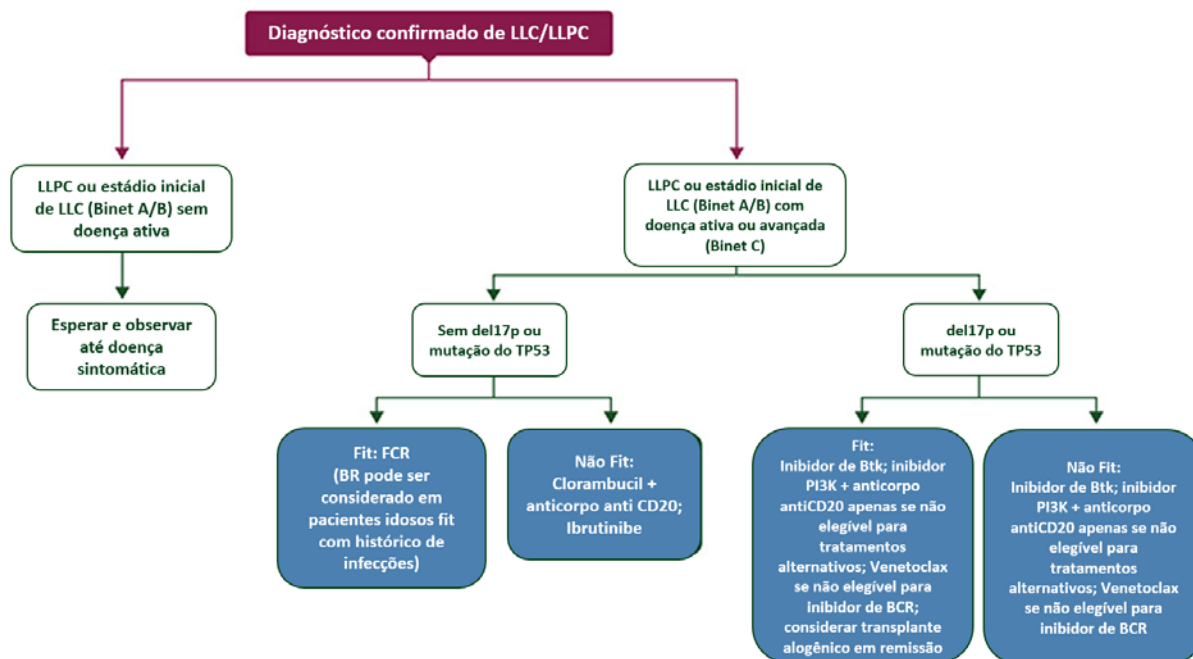 Diagnóstico confirmado de LLC/LLPC
LLPC ou estádio inicial
de LLC (Binet A/B) sem
doença ativa
LLPC ou estádio inicial de
LLC (Binet A/B) com
doença ativa ou avançada
(Binet C)
Esperar e observar
até doença
sintomática
Sem del17p ou
mutação do TP53
del17p ou
mutação do TP53
Fit: FCR
(BR pode ser
considerado em
pacientes idosos fit
com histórico de
infecções)
Não Fit:
Clorambucil +
anticorpo anti CD20;
Ibrutinibe
Fit:
Inibidor de Btk; inibidor
PI3K + anticorpo
antiCD20 apenas se não
elegível para
tratamentos
alternativos; Venetoclax
se não elegível para
inibidor de BCR;
considerar transplante
alogênico em remissão
Não Fit:
Inibidor de Btk; inibidor
PI3K + anticorpo
antiCD20 apenas se não
elegível para
tratamentos
alternativos; Venetoclax
se não elegível para
inibidor de BCR